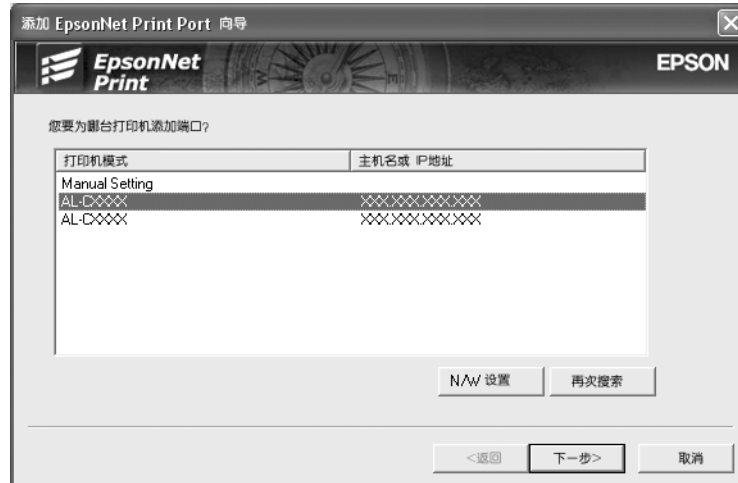 添加 EpsonNet Print Port 向导
EpsonNet
Print
EPSON
您要为鄘台打印机添加端口?
打印机模式 主机名或 IP地址
Manual Setting
AL-CXXXX XXX.XXX.XXX.XXX
AL-CXXXX XXX.XXX.XXX.XXX
N/W 设置 再次搜索
<返回 下一步> 取消